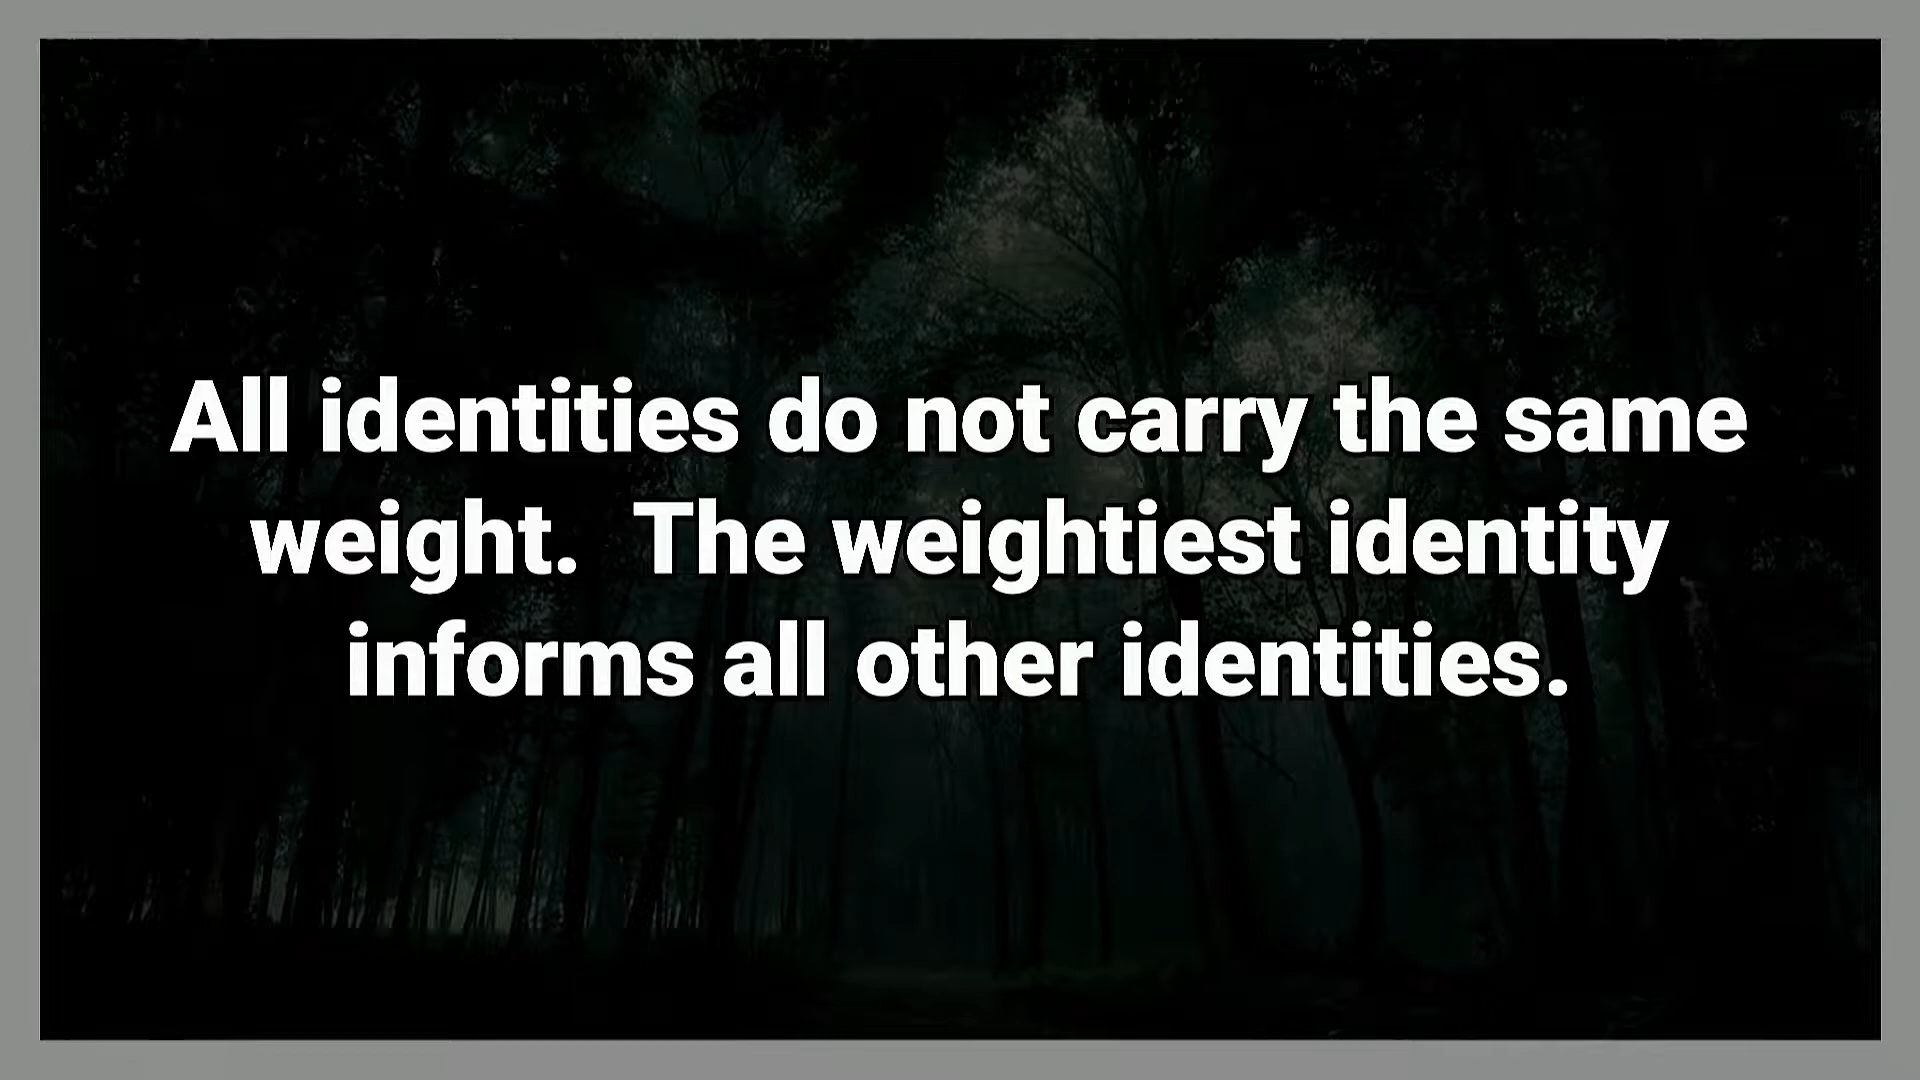 All identities do not carry the same
weight.  The weightiest identity
informs all other identities.